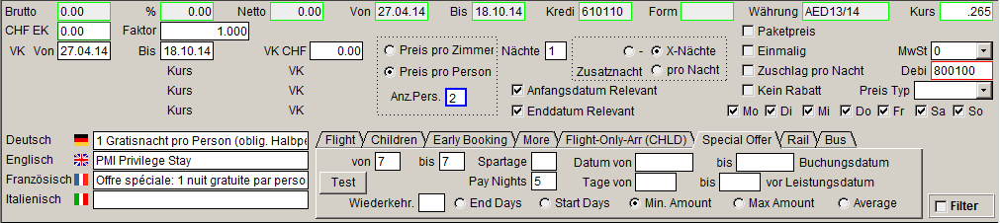 Brutto 0.00 % 0.00 Netto 0.00 Von 27.04.14 Bis 18.10.14 Kredi 610110 Form Währung AED13/14 Kurs .265
CHF EK 0.00 Faktor 1.000 Paketpreis
VK Von 27.04.14 Bis 18.10.14 VK CHF 0.00 Preis pro Zimmer Nächte 1 - X-Nächte Einmalig MwSt 0
Kurs VK Preis pro Person Zusatznacht pro Nacht Zuschlag pro Nacht Debi 800100
Kurs VK Anz.Pers. 2 Anfangsdatum Relevant Kein Rabatt Preis Typ
Kurs VK Enddatum Relevant Mo Di Mi Do Fr Sa So
Deutsch 1 Gratisnacht pro Person (oblig. Halbpe Flight Children Early Booking More Flight-Only-Arr (CHLD) Special Offer Rail Bus
Englisch PMI Privilege Stay von 7 bis 7 Spartage Datum von bis Buchungsdatum
Französisch Offre spéciale: 1 nuit gratuite par perso Test Pay Nights 5 Tage von bis vor Leistungsdatum
Italienisch Wiederkehr. End Days Start Days Min. Amount Max Amount Average Filter